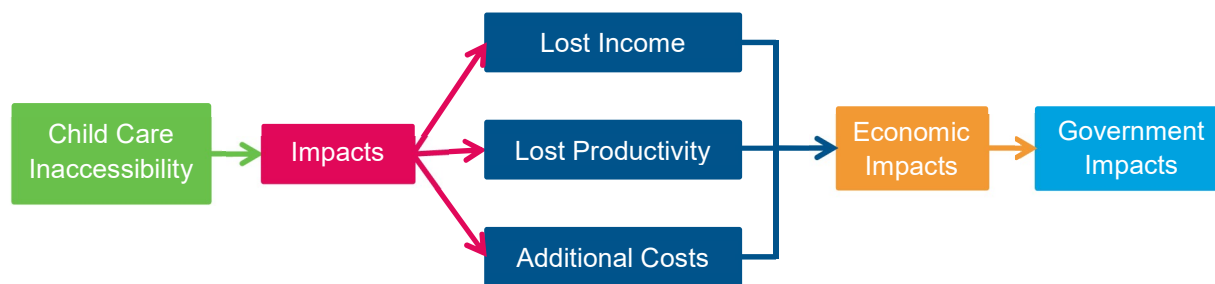 Child Care
Inaccessibility
Impacts
Lost Income
Lost Productivity
Additional Costs
Economic
Impacts
Government
Impacts